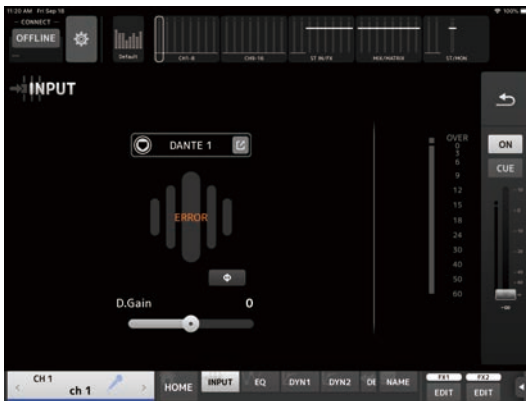 11:20 AM Fri Sep 18
100%
CONNECT
OFFLINE
Default
CH1-8
CH9-16
ST IN/FX
MIX/MATRIX
ST/MON
INPUT
DANTE 1
ERROR
D.Gain 0
OVER
0
3
6
9
12
15
18
24
30
40
50
60
ON
CUE
CH 1
ch 1
HOME
INPUT
EQ
DYN1
DYN2
NAME
FX1
EDIT
FX2
EDIT